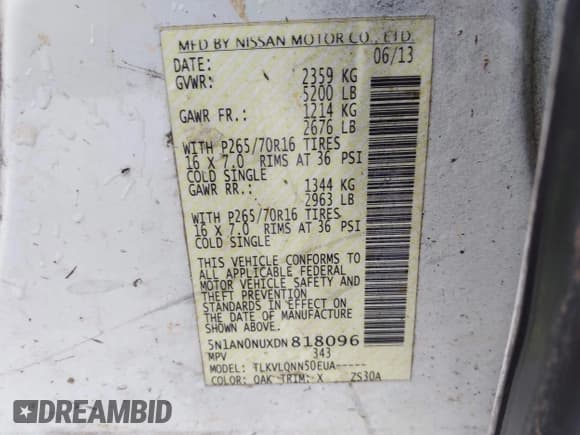 MFD BY NISSAN MOTOR CO., LTD.
DATE: 06/13
GVWR: 2359 KG
5200 LB
GAWR FR.: 1214 KG
2676 LB
WITH P265/70R16 TIRES
16 X 7.0 RIMS AT 36 PSI
COLD SINGLE
GAWR RR.: 1344 KG
2963 LB
WITH P265/70R16 TIRES
16 X 7.0 RIMS AT 36 PSI
COLD SINGLE
THIS VEHICLE CONFORMS TO
ALL APPLICABLE FEDERAL
MOTOR VEHICLE SAFETY AND
THEFT PREVENTION
STANDARDS IN EFFECT ON
THE DATE OF MANUFACTURE
SHOWN ABOVE.
5N1AN0NUXDN818096
MPV 343
MODEL: TLKVLQNN50EUA-----
COLOR: QAK TRIM: X ZS30A
DREAMBID